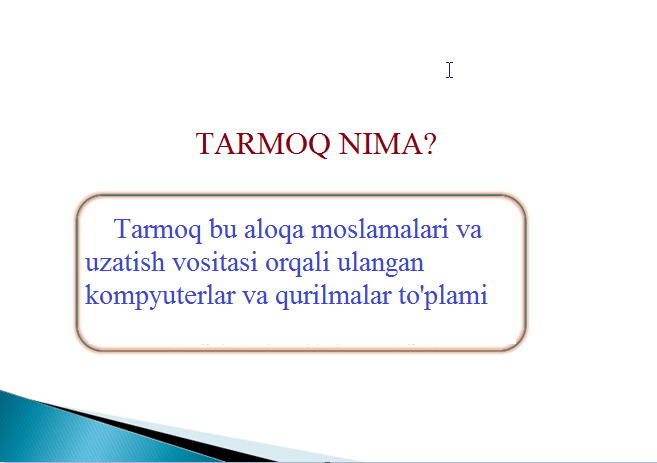 TARMOQ NIMA?
Tarmoq bu aloqa moslamalari va
uzatish vositasi orqali ulangan
kompyuterlar va qurilmalar to'plami